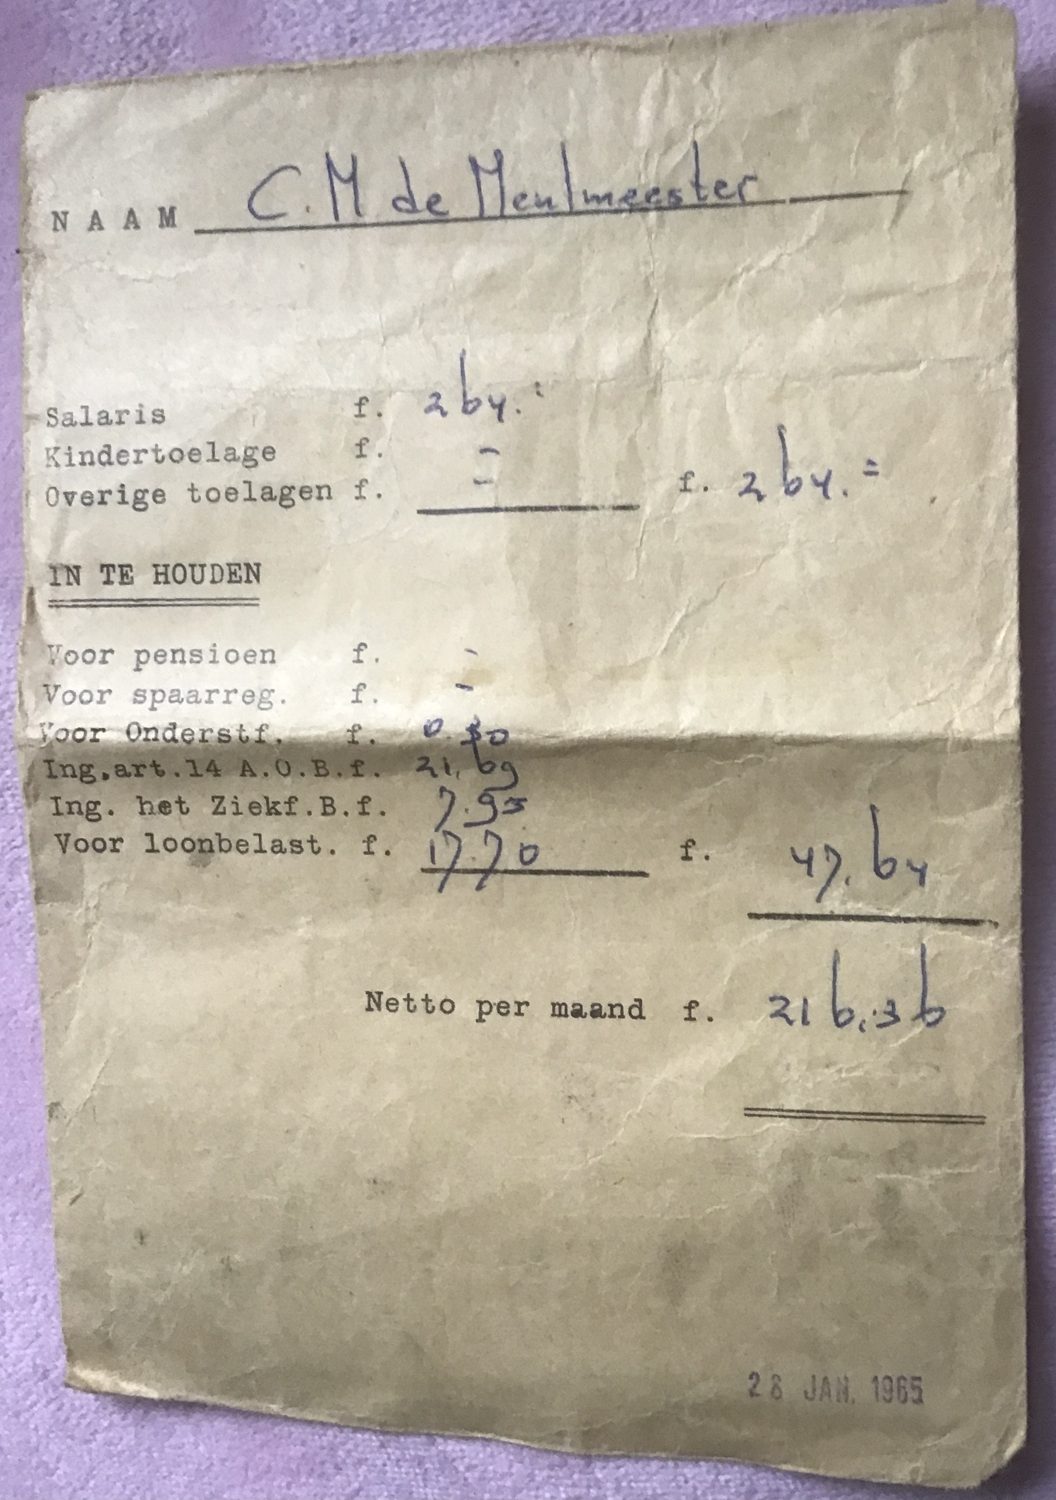 NAAM C.M de Meulmeester
Salaris f. 264.=
Kindertoelage f. -
Overige toelagen f. - f. 264.=
IN TE HOUDEN
Voor pensioen f. -
Voor spaarreg. f. -
Voor Onderstf. f. 0.30
Ing.art.14 A.O.B.f. 21.69
Ing. het Ziekf.B.f. 7.95
Voor loonbelast. f. 17.70 f. 47.64
Netto per maand f. 216.36
28 JAN. 1965